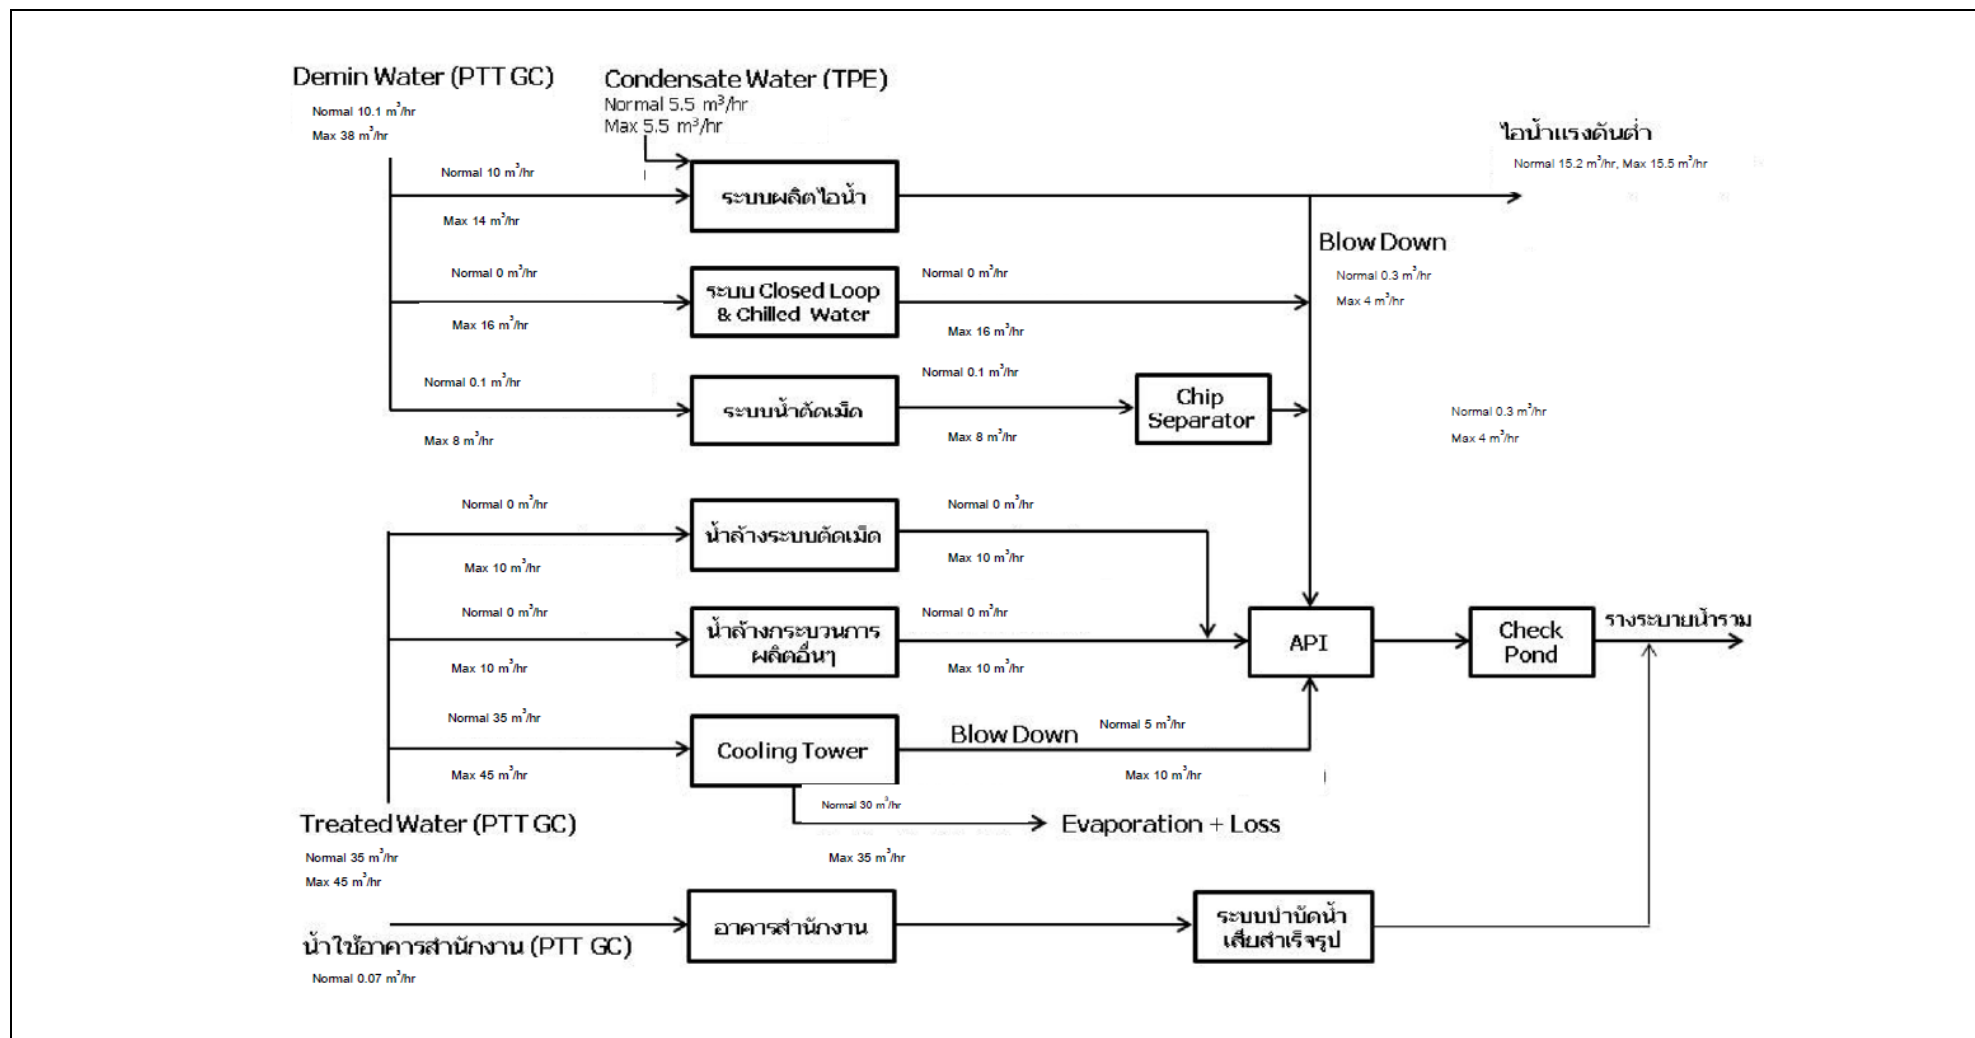 Demin Water (PTT GC)
Normal 10.1 m³/hr
Max 38 m³/hr
Condensate Water (TPE)
Normal 5.5 m³/hr
Max 5.5 m³/hr
ไอน้ำแรงดันต่ำ
Normal 15.2 m³/hr, Max 15.5 m³/hr
Normal 10 m³/hr
Max 14 m³/hr
ระบบผลิตไอน้ำ
Blow Down
Normal 0.3 m³/hr
Max 4 m³/hr
Normal 0 m³/hr
Max 16 m³/hr
ระบบ Closed Loop
& Chilled Water
Normal 0 m³/hr
Max 16 m³/hr
Normal 0.1 m³/hr
Max 8 m³/hr
ระบบน้ำตัดเม็ด
Normal 0.1 m³/hr
Max 8 m³/hr
Chip
Separator
Normal 0.3 m³/hr
Max 4 m³/hr
Normal 0 m³/hr
Max 10 m³/hr
น้ำล้างระบบตัดเม็ด
Normal 0 m³/hr
Max 10 m³/hr
Normal 0 m³/hr
Max 10 m³/hr
น้ำล้างกระบวนการ
ผลิตอื่นๆ
Normal 0 m³/hr
Max 10 m³/hr
API
Check
Pond
รางระบายน้ำรวม
Normal 35 m³/hr
Max 45 m³/hr
Cooling Tower
Blow Down
Normal 5 m³/hr
Max 10 m³/hr
Normal 30 m³/hr
Max 35 m³/hr
Evaporation + Loss
Treated Water (PTT GC)
Normal 35 m³/hr
Max 45 m³/hr
น้ำใช้อาคารสำนักงาน (PTT GC)
Normal 0.07 m³/hr
อาคารสำนักงาน
ระบบบำบัดน้ำ
เสียสำเร็จรูป